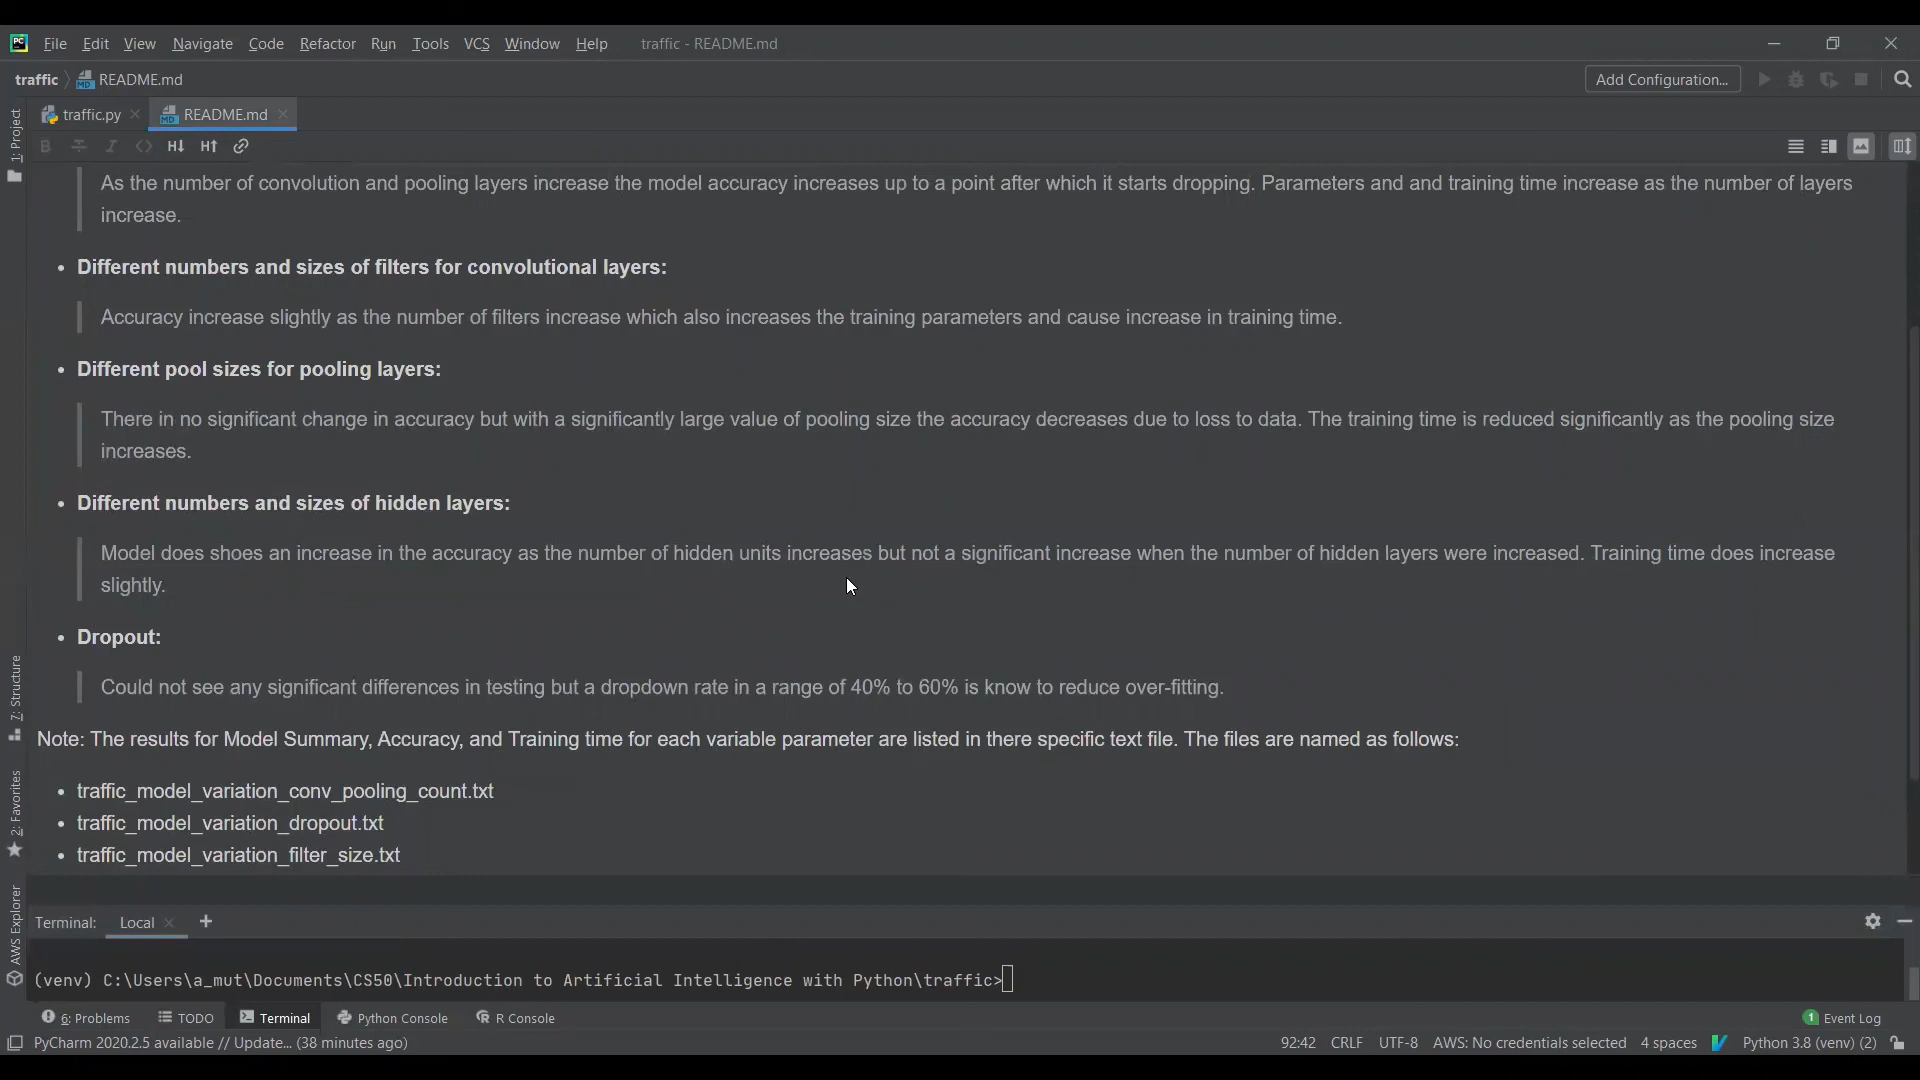 File Edit View Navigate Code Refactor Run Tools VCS Window Help traffic - README.md
traffic README.md Add Configuration...
traffic.py README.md
1: Project
As the number of convolution and pooling layers increase the model accuracy increases up to a point after which it starts dropping. Parameters and and training time increase as the number of layers
increase.
• Different numbers and sizes of filters for convolutional layers:
Accuracy increase slightly as the number of filters increase which also increases the training parameters and cause increase in training time.
• Different pool sizes for pooling layers:
There in no significant change in accuracy but with a significantly large value of pooling size the accuracy decreases due to loss to data. The training time is reduced significantly as the pooling size
increases.
• Different numbers and sizes of hidden layers:
Model does shoes an increase in the accuracy as the number of hidden units increases but not a significant increase when the number of hidden layers were increased. Training time does increase
slightly.
• Dropout:
Could not see any significant differences in testing but a dropdown rate in a range of 40% to 60% is know to reduce over-fitting.
Note: The results for Model Summary, Accuracy, and Training time for each variable parameter are listed in there specific text file. The files are named as follows:
• traffic_model_variation_conv_pooling_count.txt
• traffic_model_variation_dropout.txt
• traffic_model_variation_filter_size.txt
7: Structure
2: Favorites
AWS Explorer
Terminal: Local +
(venv) C:\Users\a_mut\Documents\CS50\Introduction to Artificial Intelligence with Python\traffic>
6: Problems TODO Terminal Python Console R Console 1 Event Log
PyCharm 2020.2.5 available // Update... (38 minutes ago) 92:42 CRLF UTF-8 AWS: No credentials selected 4 spaces Python 3.8 (venv) (2)